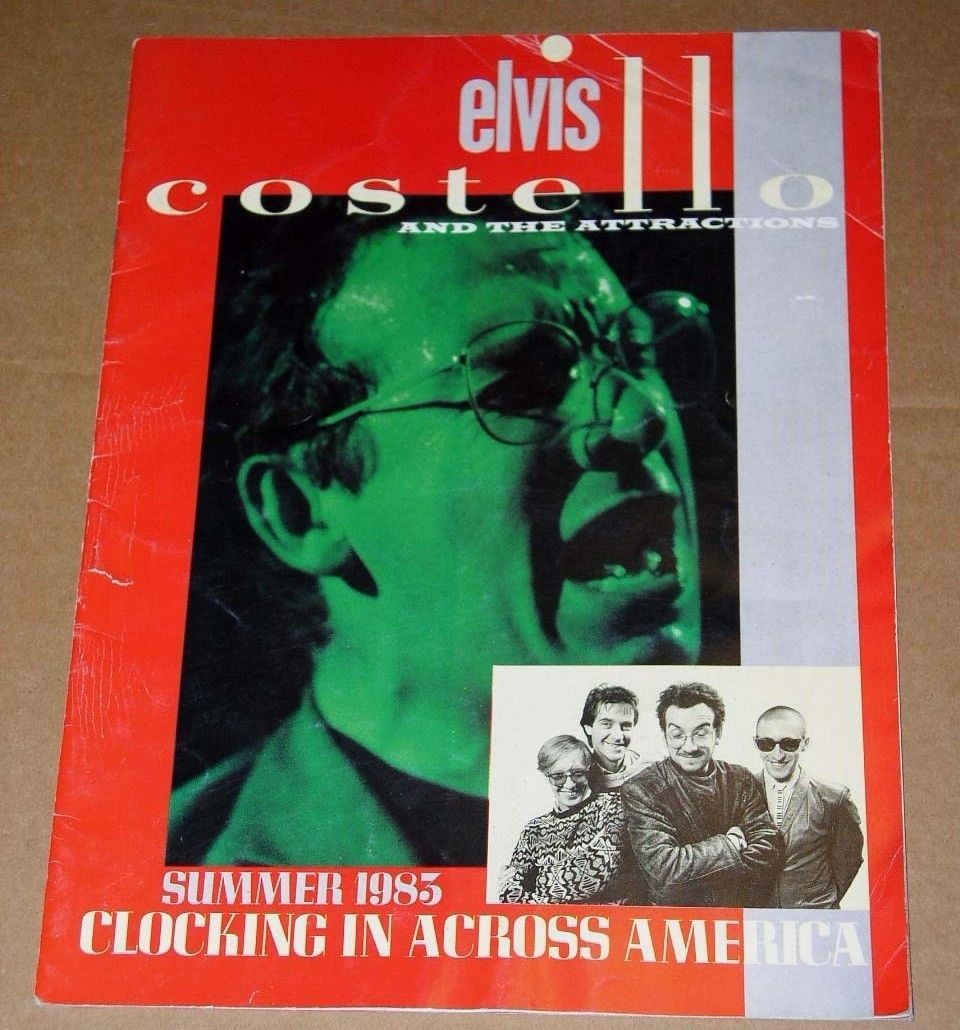 elvis
costello
AND THE ATTRACTIONS
SUMMER 1983
CLOCKING IN ACROSS AMERICA